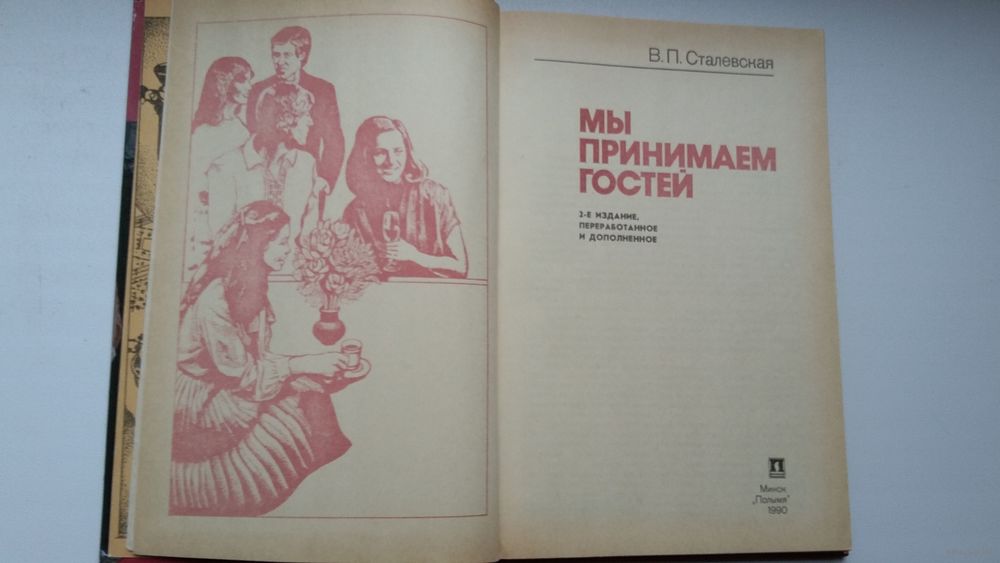 В. П. Сталевская
МЫ
ПРИНИМАЕМ
ГОСТЕЙ
2-Е ИЗДАНИЕ,
ПЕРЕРАБОТАННОЕ
И ДОПОЛНЕННОЕ
Минск
„Полымя"
1990